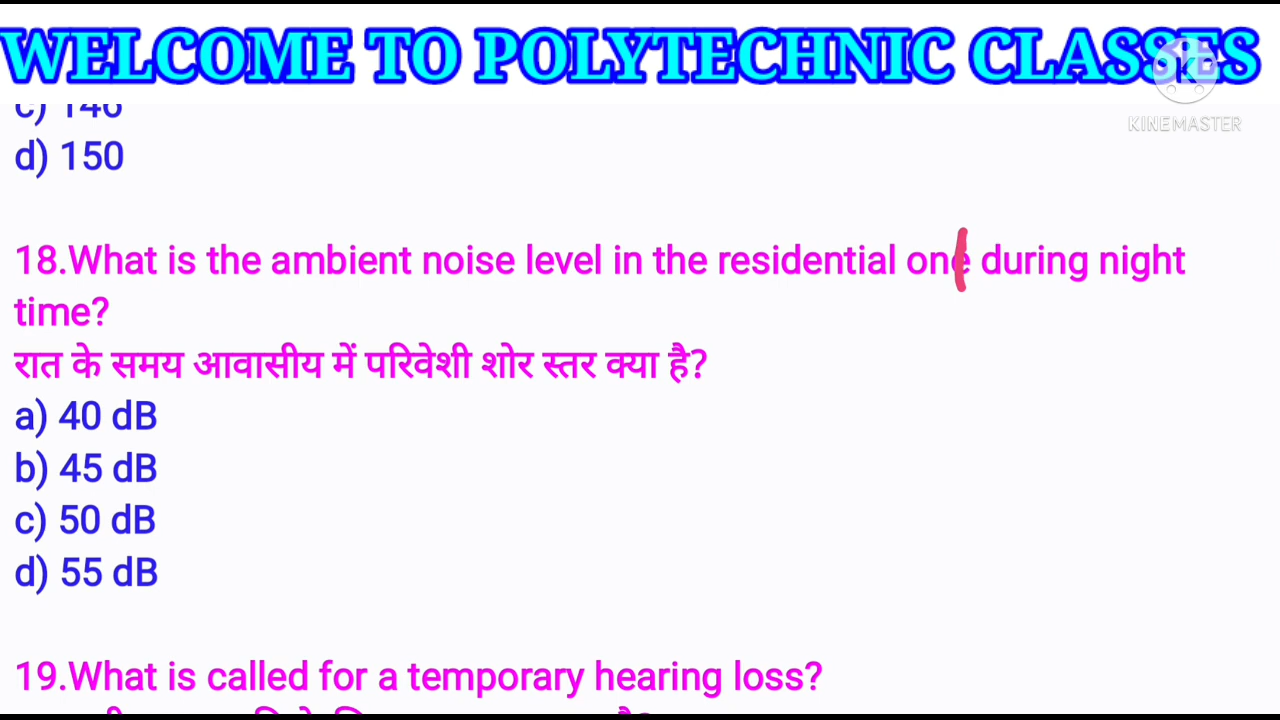 WELCOME TO POLYTECHNIC CLASSES
KINEMASTER
c) 146
d) 150
18.What is the ambient noise level in the residential one during night
time?
रात के समय आवासीय में परिवेशी शोर स्तर क्या है?
a) 40 dB
b) 45 dB
c) 50 dB
d) 55 dB
19.What is called for a temporary hearing loss?